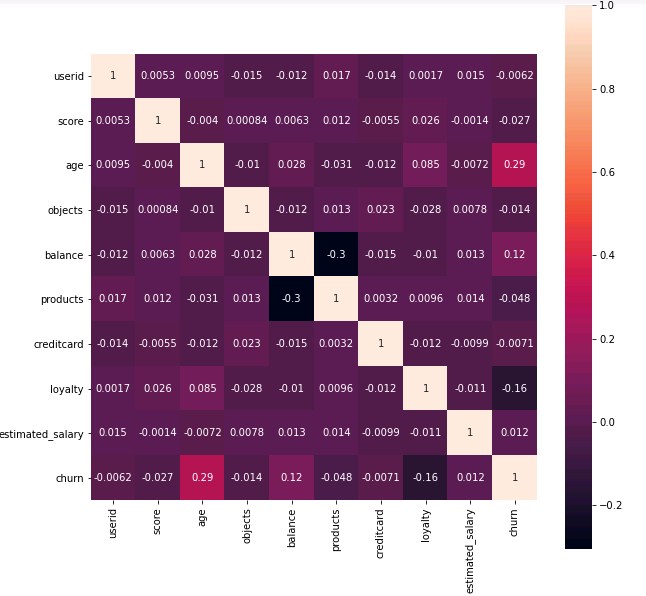 1.0
userid 1 0.0053 0.0095 -0.015 -0.012 0.017 -0.014 0.0017 0.015 -0.0062
0.8
score 0.0053 1 -0.004 0.00084 0.0063 0.012 -0.0055 0.026 -0.0014 -0.027
age 0.0095 -0.004 1 -0.01 0.028 -0.031 -0.012 0.085 -0.0072 0.29
0.6
objects -0.015 0.00084 -0.01 1 -0.012 0.013 0.023 -0.028 0.0078 -0.014
balance -0.012 0.0063 0.028 -0.012 1 -0.3 -0.015 -0.01 0.013 0.12
0.4
products 0.017 0.012 -0.031 0.013 -0.3 1 0.0032 0.0096 0.014 -0.048
0.2
creditcard -0.014 -0.0055 -0.012 0.023 -0.015 0.0032 1 -0.012 -0.0099 -0.0071
loyalty 0.0017 0.026 0.085 -0.028 -0.01 0.0096 -0.012 1 -0.011 -0.16
0.0
estimated_salary 0.015 -0.0014 -0.0072 0.0078 0.013 0.014 -0.0099 -0.011 1 0.012
churn -0.0062 -0.027 0.29 -0.014 0.12 -0.048 -0.0071 -0.16 0.012 1
−0.2
userid score age objects balance products creditcard loyalty estimated_salary churn